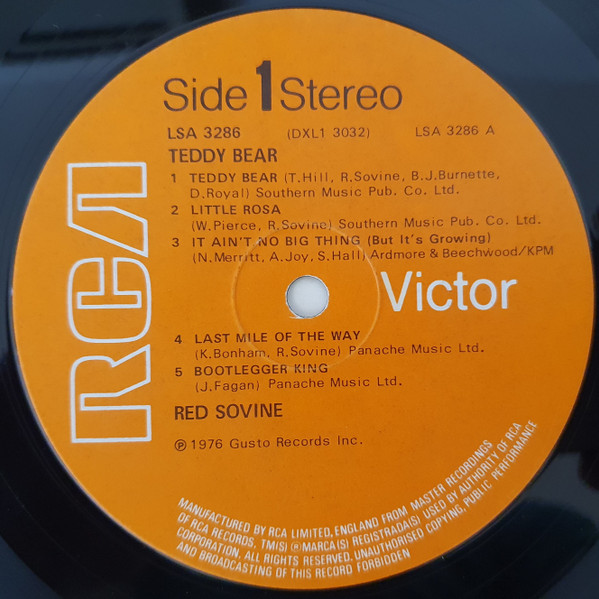 Side 1 Stereo
LSA 3286 (DXL1 3032) LSA 3286 A
TEDDY BEAR
1 TEDDY BEAR (T.Hill, R.Sovine, B.J.Burnette,
D.Royal) Southern Music Pub. Co. Ltd.
2 LITTLE ROSA
(W.Pierce, R.Sovine) Southern Music Pub. Co. Ltd.
3 IT AIN'T NO BIG THING (But It's Growing)
(N.Merritt, A.Joy, S.Hall) Ardmore & Beechwood/KPM
RCA
Victor
4 LAST MILE OF THE WAY
(K.Bonham, R.Sovine) Panache Music Ltd.
5 BOOTLEGGER KING
(J.Fagan) Panache Music Ltd.
RED SOVINE
℗ 1976 Gusto Records Inc.
MANUFACTURED BY RCA LIMITED, ENGLAND FROM MASTER RECORDINGS
OF RCA RECORDS, TM(S) ® MARCA(S) REGISTRADA(S) USED BY AUTHORITY OF RCA
CORPORATION, ALL RIGHTS RESERVED. UNAUTHORISED COPYING, PUBLIC PERFORMANCE
AND BROADCASTING OF THIS RECORD FORBIDDEN